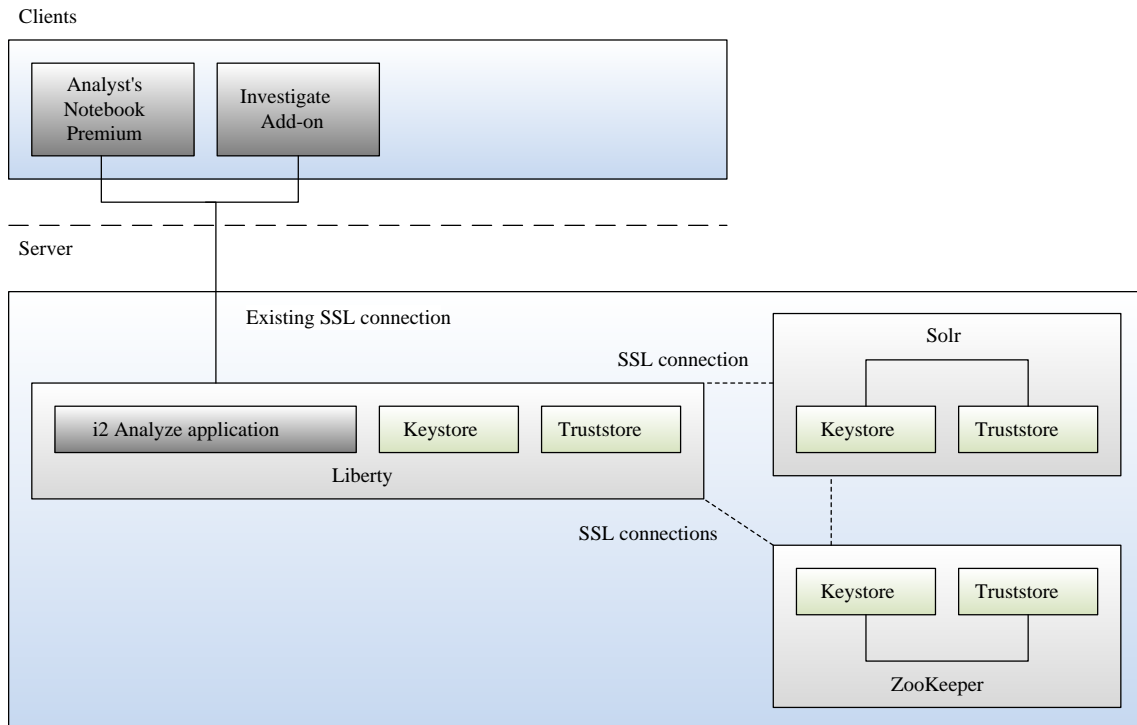 Clients
Analyst's
Notebook
Premium
Investigate
Add-on
Server
Existing SSL connection
Solr
SSL connection
i2 Analyze application
Keystore
Truststore
Keystore
Truststore
Liberty
SSL connections
Keystore
Truststore
ZooKeeper